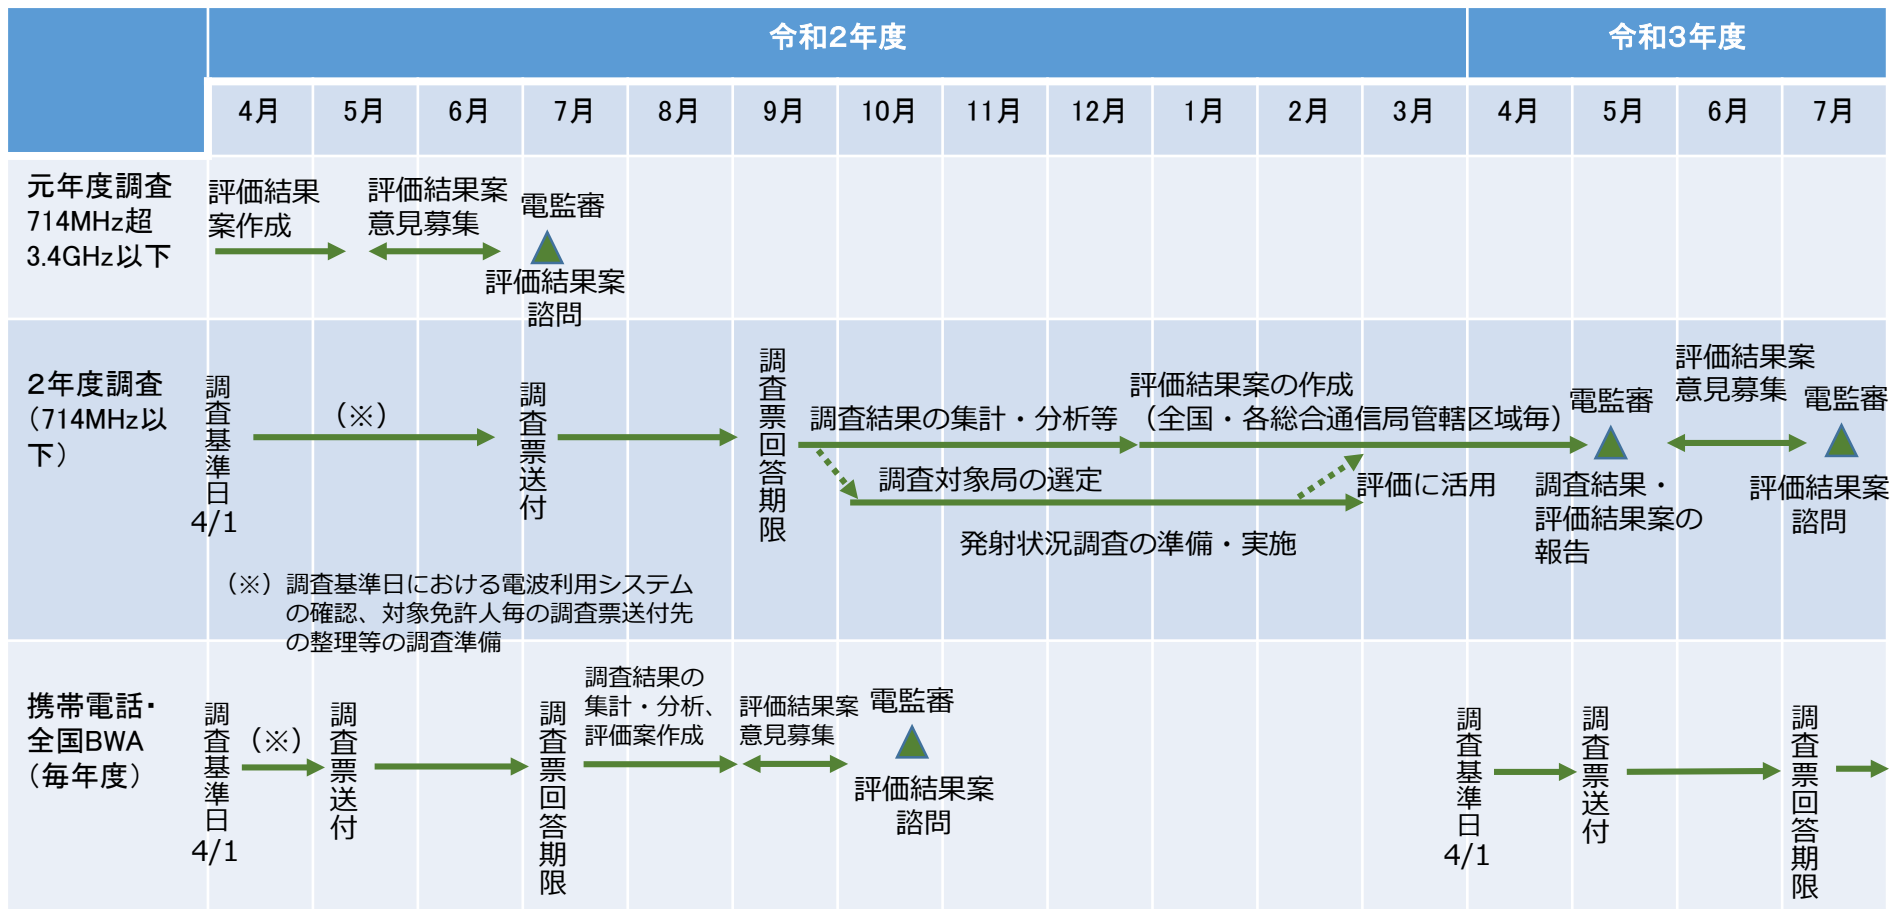 令和2年度
令和3年度
4月
5月
6月
7月
8月
9月
10月
11月
12月
1月
2月
3月
4月
5月
6月
7月
元年度調査
714MHz超
3.4GHz以下
評価結果
案作成
評価結果案
意見募集
電監審
評価結果案
諮問
2年度調査
（714MHz以
下）
調査基準日
4/1
（※）
調査票送付
調査票回答期限
調査結果の集計・分析等
評価結果案の作成
（全国・各総合通信局管轄区域毎）
調査対象局の選定
評価に活用
発射状況調査の準備・実施
電監審
調査結果・
評価結果案の
報告
評価結果案
意見募集
電監審
評価結果案
諮問
（※）調査基準日における電波利用システム
の確認、対象免許人毎の調査票送付先
の整理等の調査準備
携帯電話・
全国BWA
（毎年度）
調査基準日
4/1
（※）
調査票送付
調査票回答期限
調査結果の
集計・分析、
評価案作成
評価結果案
意見募集
電監審
評価結果案
諮問
調査基準日
4/1
調査票送付
調査票回答期限